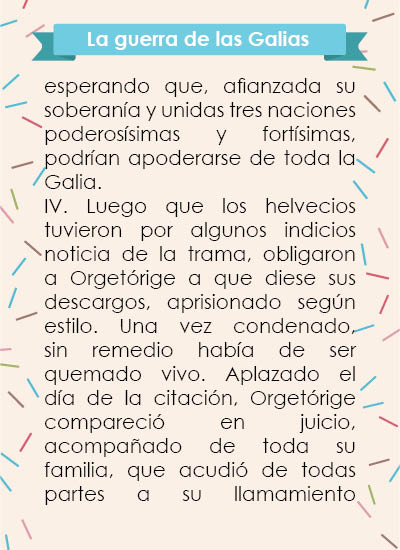 La guerra de las Galias
esperando que, afianzada su
soberanía y unidas tres naciones
poderosísimas y fortísimas,
podrían apoderarse de toda la
Galia.
IV. Luego que los helvecios
tuvieron por algunos indicios
noticia de la trama, obligaron
a Orgetórige a que diese sus
descargos, aprisionado según
estilo. Una vez condenado,
sin remedio había de ser
quemado vivo. Aplazado el
día de la citación, Orgetórige
compareció en juicio,
acompañado de toda su
familia, que acudió de todas
partes a su llamamiento